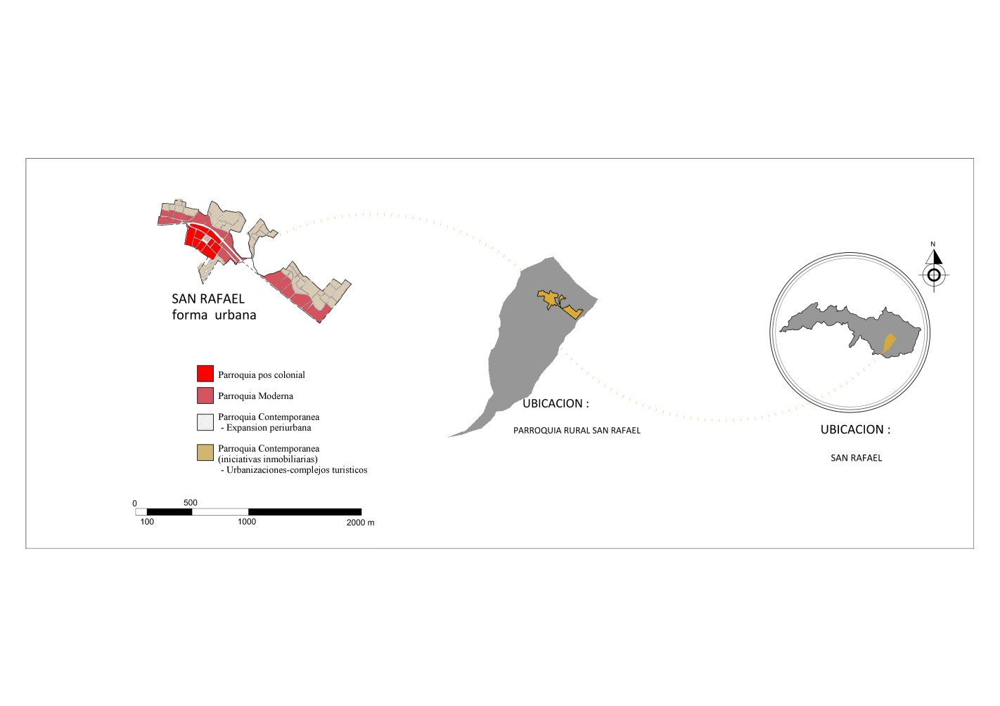 SAN RAFAEL
forma urbana
Parroquia pos colonial
Parroquia Moderna
Parroquia Contemporanea
- Expansion periurbana
Parroquia Contemporanea
(iniciativas inmobiliarias)
- Urbanizaciones-complejos turisticos
0 500
100 1000 2000 m
UBICACION :
PARROQUIA RURAL SAN RAFAEL
N
UBICACION :
SAN RAFAEL